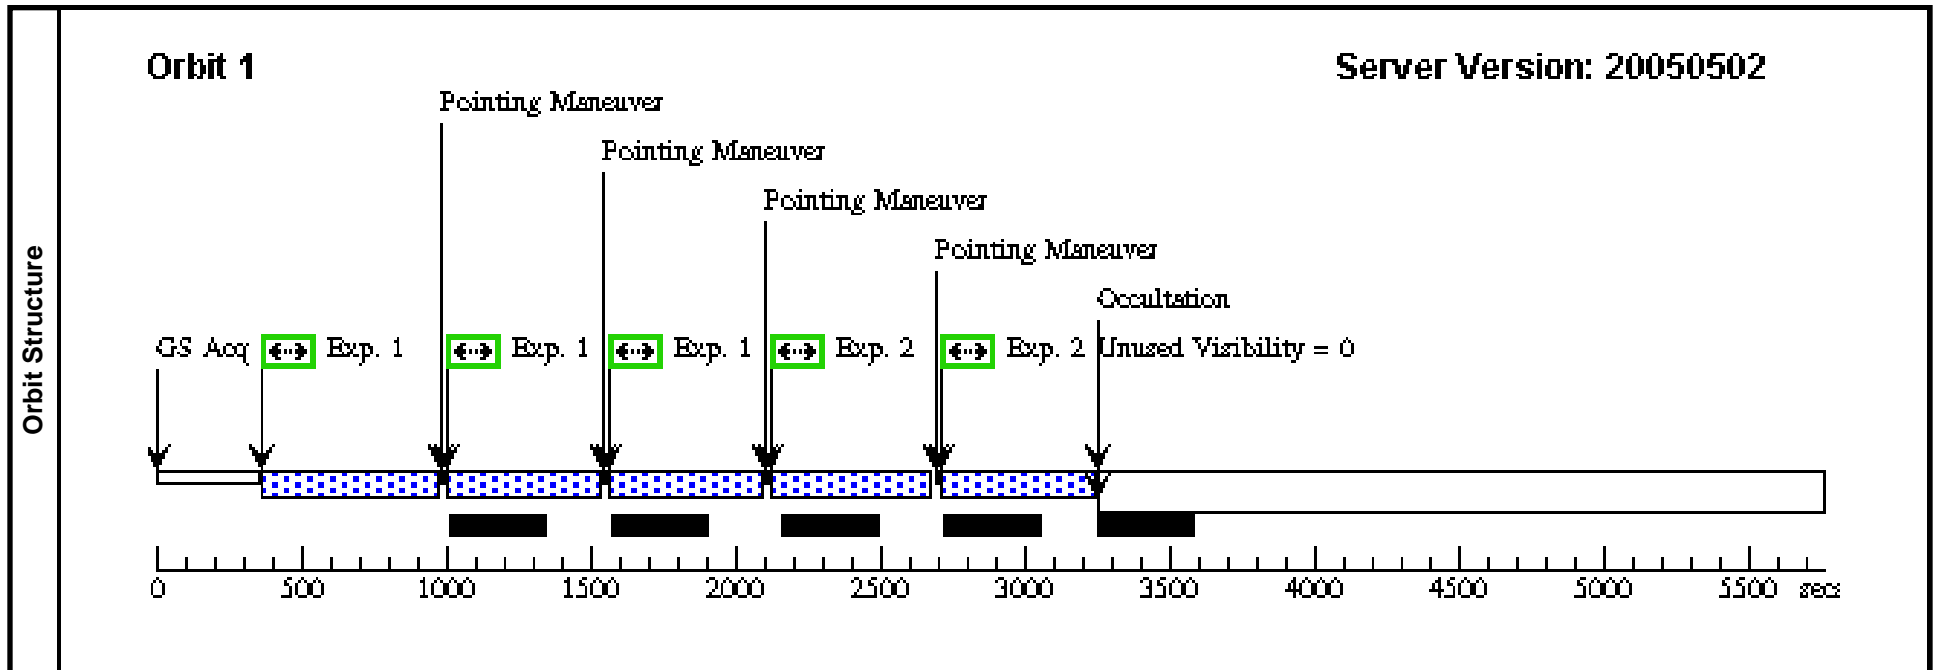 Orbit Structure
Orbit 1
Server Version: 20050502
Pointing Maneuver
Pointing Maneuver
Pointing Maneuver
Pointing Maneuver
Occultation
GS Acq Exp. 1 Exp. 1 Exp. 1 Exp. 2 Exp. 2 Unused Visibility = 0
0 500 1000 1500 2000 2500 3000 3500 4000 4500 5000 5500 secs